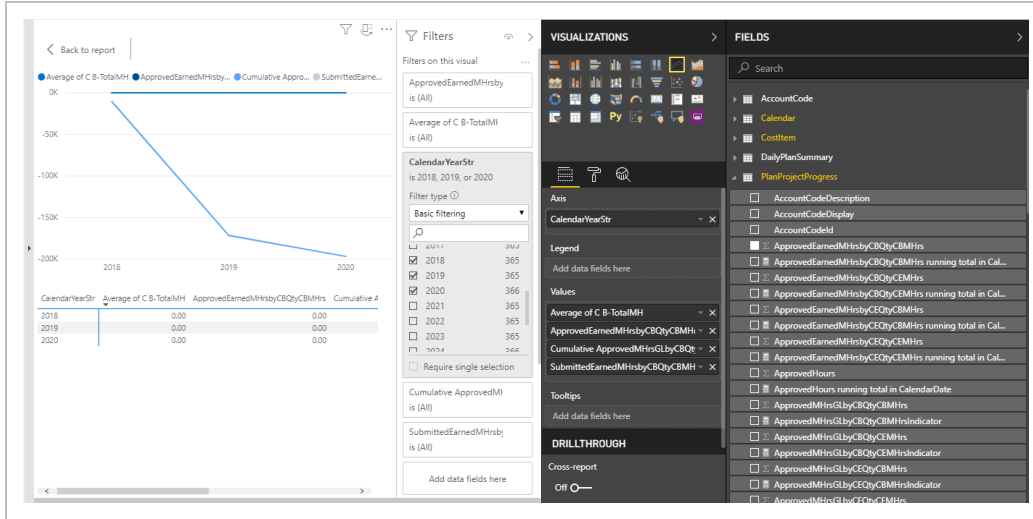 Back to report
Average of C B-TotalMH ApprovedEarnedMHrsby... Cumulative Appro... SubmittedEarne...
0K
-50K
-100K
-150K
-200K
2018 2019 2020
CalendarYearStr Average of C B-TotalMH ApprovedEarnedMHrsbyCBQtyCBMHrs Cumulative A
2018 0.00 0.00
2019 0.00 0.00
2020 0.00 0.00
Filters
Filters on this visual
ApprovedEarnedMHrsby
is (All)
Average of C B-TotalMH
is (All)
CalendarYearStr
is 2018, 2019, or 2020
Filter type
Basic filtering
2017 365
2018 365
2019 365
2020 366
2021 365
2022 365
2023 365
2024 366
Require single selection
Cumulative ApprovedMH
is (All)
SubmittedEarnedMHrsby
is (All)
Add data fields here
VISUALIZATIONS
Py
Axis
CalendarYearStr
Legend
Add data fields here
Values
Average of C B-TotalMH
ApprovedEarnedMHrsbyCBQtyCBMH
Cumulative ApprovedMHrsGLbyCBQt
SubmittedEarnedMHrsbyCBQtyCBMH
Tooltips
Add data fields here
DRILLTHROUGH
Cross-report
Off
FIELDS
Search
AccountCode
Calendar
CostItem
DailyPlanSummary
PlanProjectProgress
AccountCodeDescription
AccountCodeDisplay
AccountCodeId
ApprovedEarnedMHrsbyCBQtyCBMHrs
ApprovedEarnedMHrsbyCBQtyCBMHrs running total in Cal...
ApprovedEarnedMHrsbyCBQtyCEMHrs
ApprovedEarnedMHrsbyCBQtyCEMHrs running total in Cal...
ApprovedEarnedMHrsbyCEQtyCBMHrs
ApprovedEarnedMHrsbyCEQtyCBMHrs running total in Cal...
ApprovedEarnedMHrsbyCEQtyCEMHrs
ApprovedEarnedMHrsbyCEQtyCEMHrs running total in Cal...
ApprovedHours
ApprovedHours running total in CalendarDate
ApprovedMHrsGLbyCBQtyCBMHrs
ApprovedMHrsGLbyCBQtyCBMHrsIndicator
ApprovedMHrsGLbyCBQtyCEMHrs
ApprovedMHrsGLbyCBQtyCEMHrsIndicator
ApprovedMHrsGLbyCEQtyCBMHrs
ApprovedMHrsGLbyCEQtyCBMHrsIndicator
ApprovedMHrsGLbyCEQtyCEMHrs